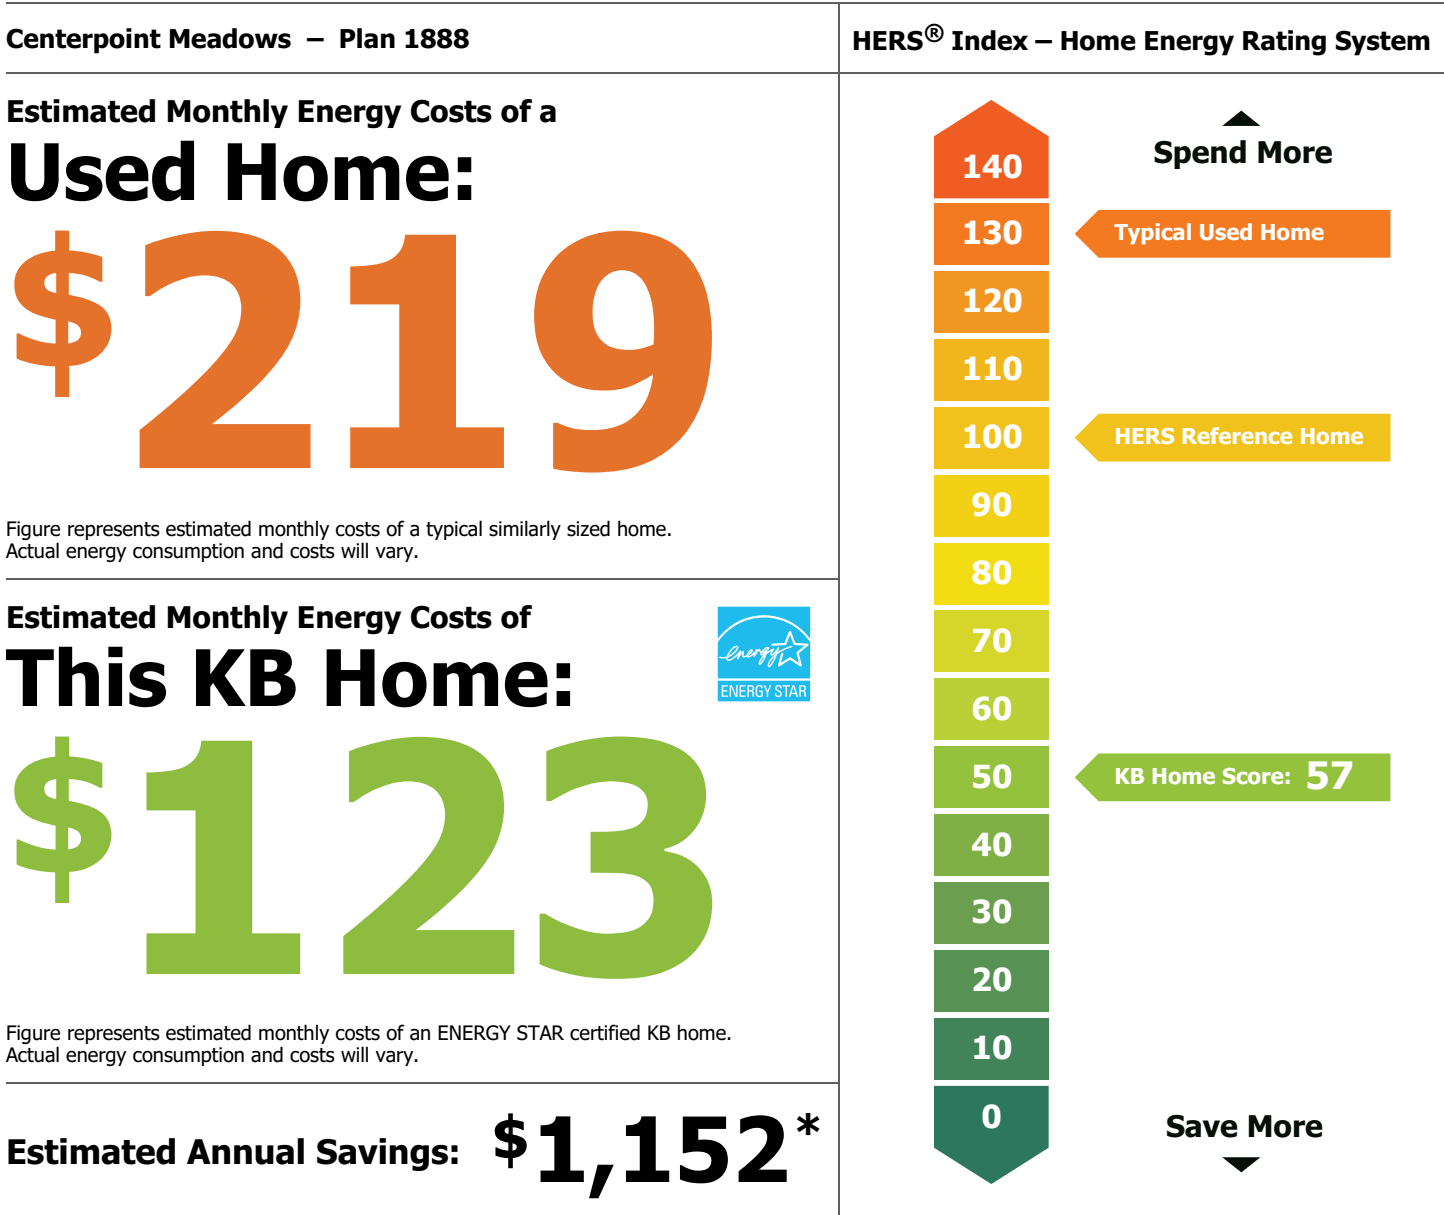 Centerpoint Meadows – Plan 1888
Estimated Monthly Energy Costs of a
Used Home:
$219
Figure represents estimated monthly costs of a typical similarly sized home.
Actual energy consumption and costs will vary.
Estimated Monthly Energy Costs of
This KB Home:
energy
ENERGY STAR
$123
Figure represents estimated monthly costs of an ENERGY STAR certified KB home.
Actual energy consumption and costs will vary.
Estimated Annual Savings: $1,152*
HERS® Index – Home Energy Rating System
Spend More
140
130 Typical Used Home
120
110
100 HERS Reference Home
90
80
70
60
50 KB Home Score: 57
40
30
20
10
0
Save More